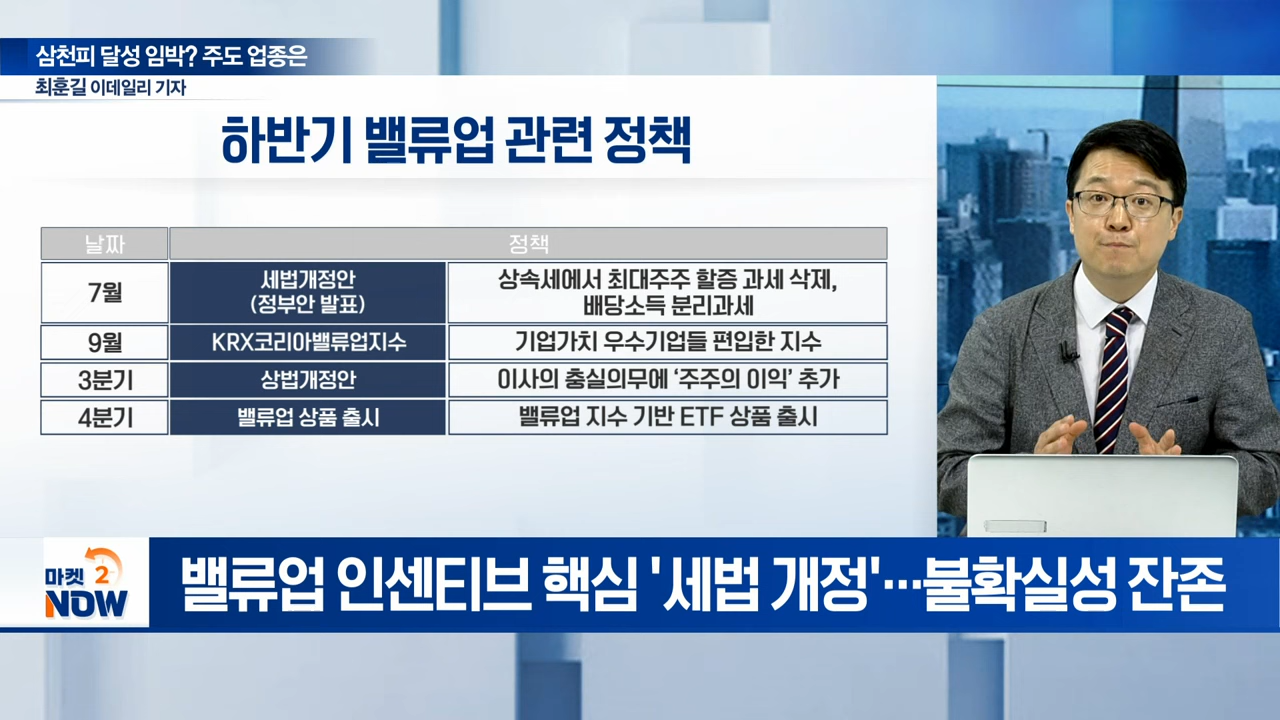 삼천피 달성 임박? 주도 업종은
최훈길 이데일리 기자
하반기 밸류업 관련 정책
날짜 정책
7월 세법개정안 상속세에서 최대주주 할증 과세 삭제,
(정부안 발표) 배당소득 분리과세
9월 KRX코리아밸류업지수 기업가치 우수기업들 편입한 지수
3분기 상법개정안 이사의 충실의무에 ‘주주의 이익’ 추가
4분기 밸류업 상품 출시 밸류업 지수 기반 ETF 상품 출시
마켓 2
NOW
밸류업 인센티브 핵심 '세법 개정'…불확실성 잔존